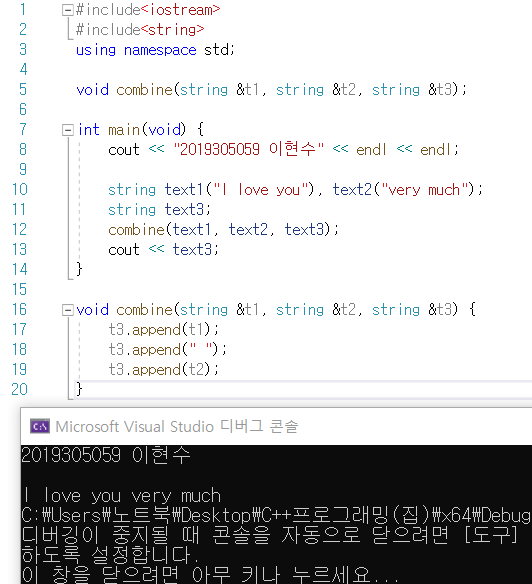 1 #include<iostream>
2 #include<string>
3 using namespace std;
4
5 void combine(string &t1, string &t2, string &t3);
6
7 int main(void) {
8 cout << "2019305059 이현수" << endl << endl;
9
10 string text1("I love you"), text2("very much");
11 string text3;
12 combine(text1, text2, text3);
13 cout << text3;
14 }
15
16 void combine(string &t1, string &t2, string &t3) {
17 t3.append(t1);
18 t3.append(" ");
19 t3.append(t2);
20 }
C:\ Microsoft Visual Studio 디버그 콘솔
2019305059 이현수
I love you very much
C:₩Users₩노트북₩Desktop₩C++프로그래밍(집)₩x64₩Debug
디버깅이 중지될 때 콘솔을 자동으로 닫으려면 [도구]
하도록 설정합니다.
이 창을 닫으려면 아무 키나 누르세요...